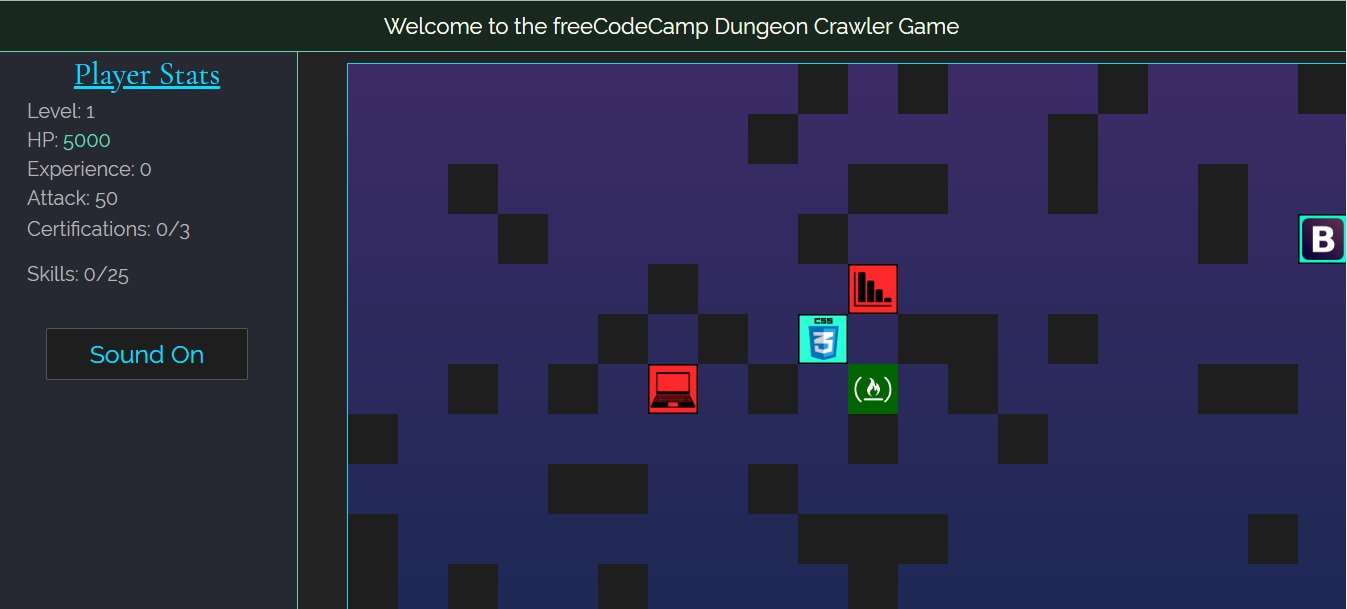 Welcome to the freeCodeCamp Dungeon Crawler Game
Player Stats
Level: 1
HP: 5000
Experience: 0
Attack: 50
Certifications: 0/3
Skills: 0/25
Sound On
B
CSS
3